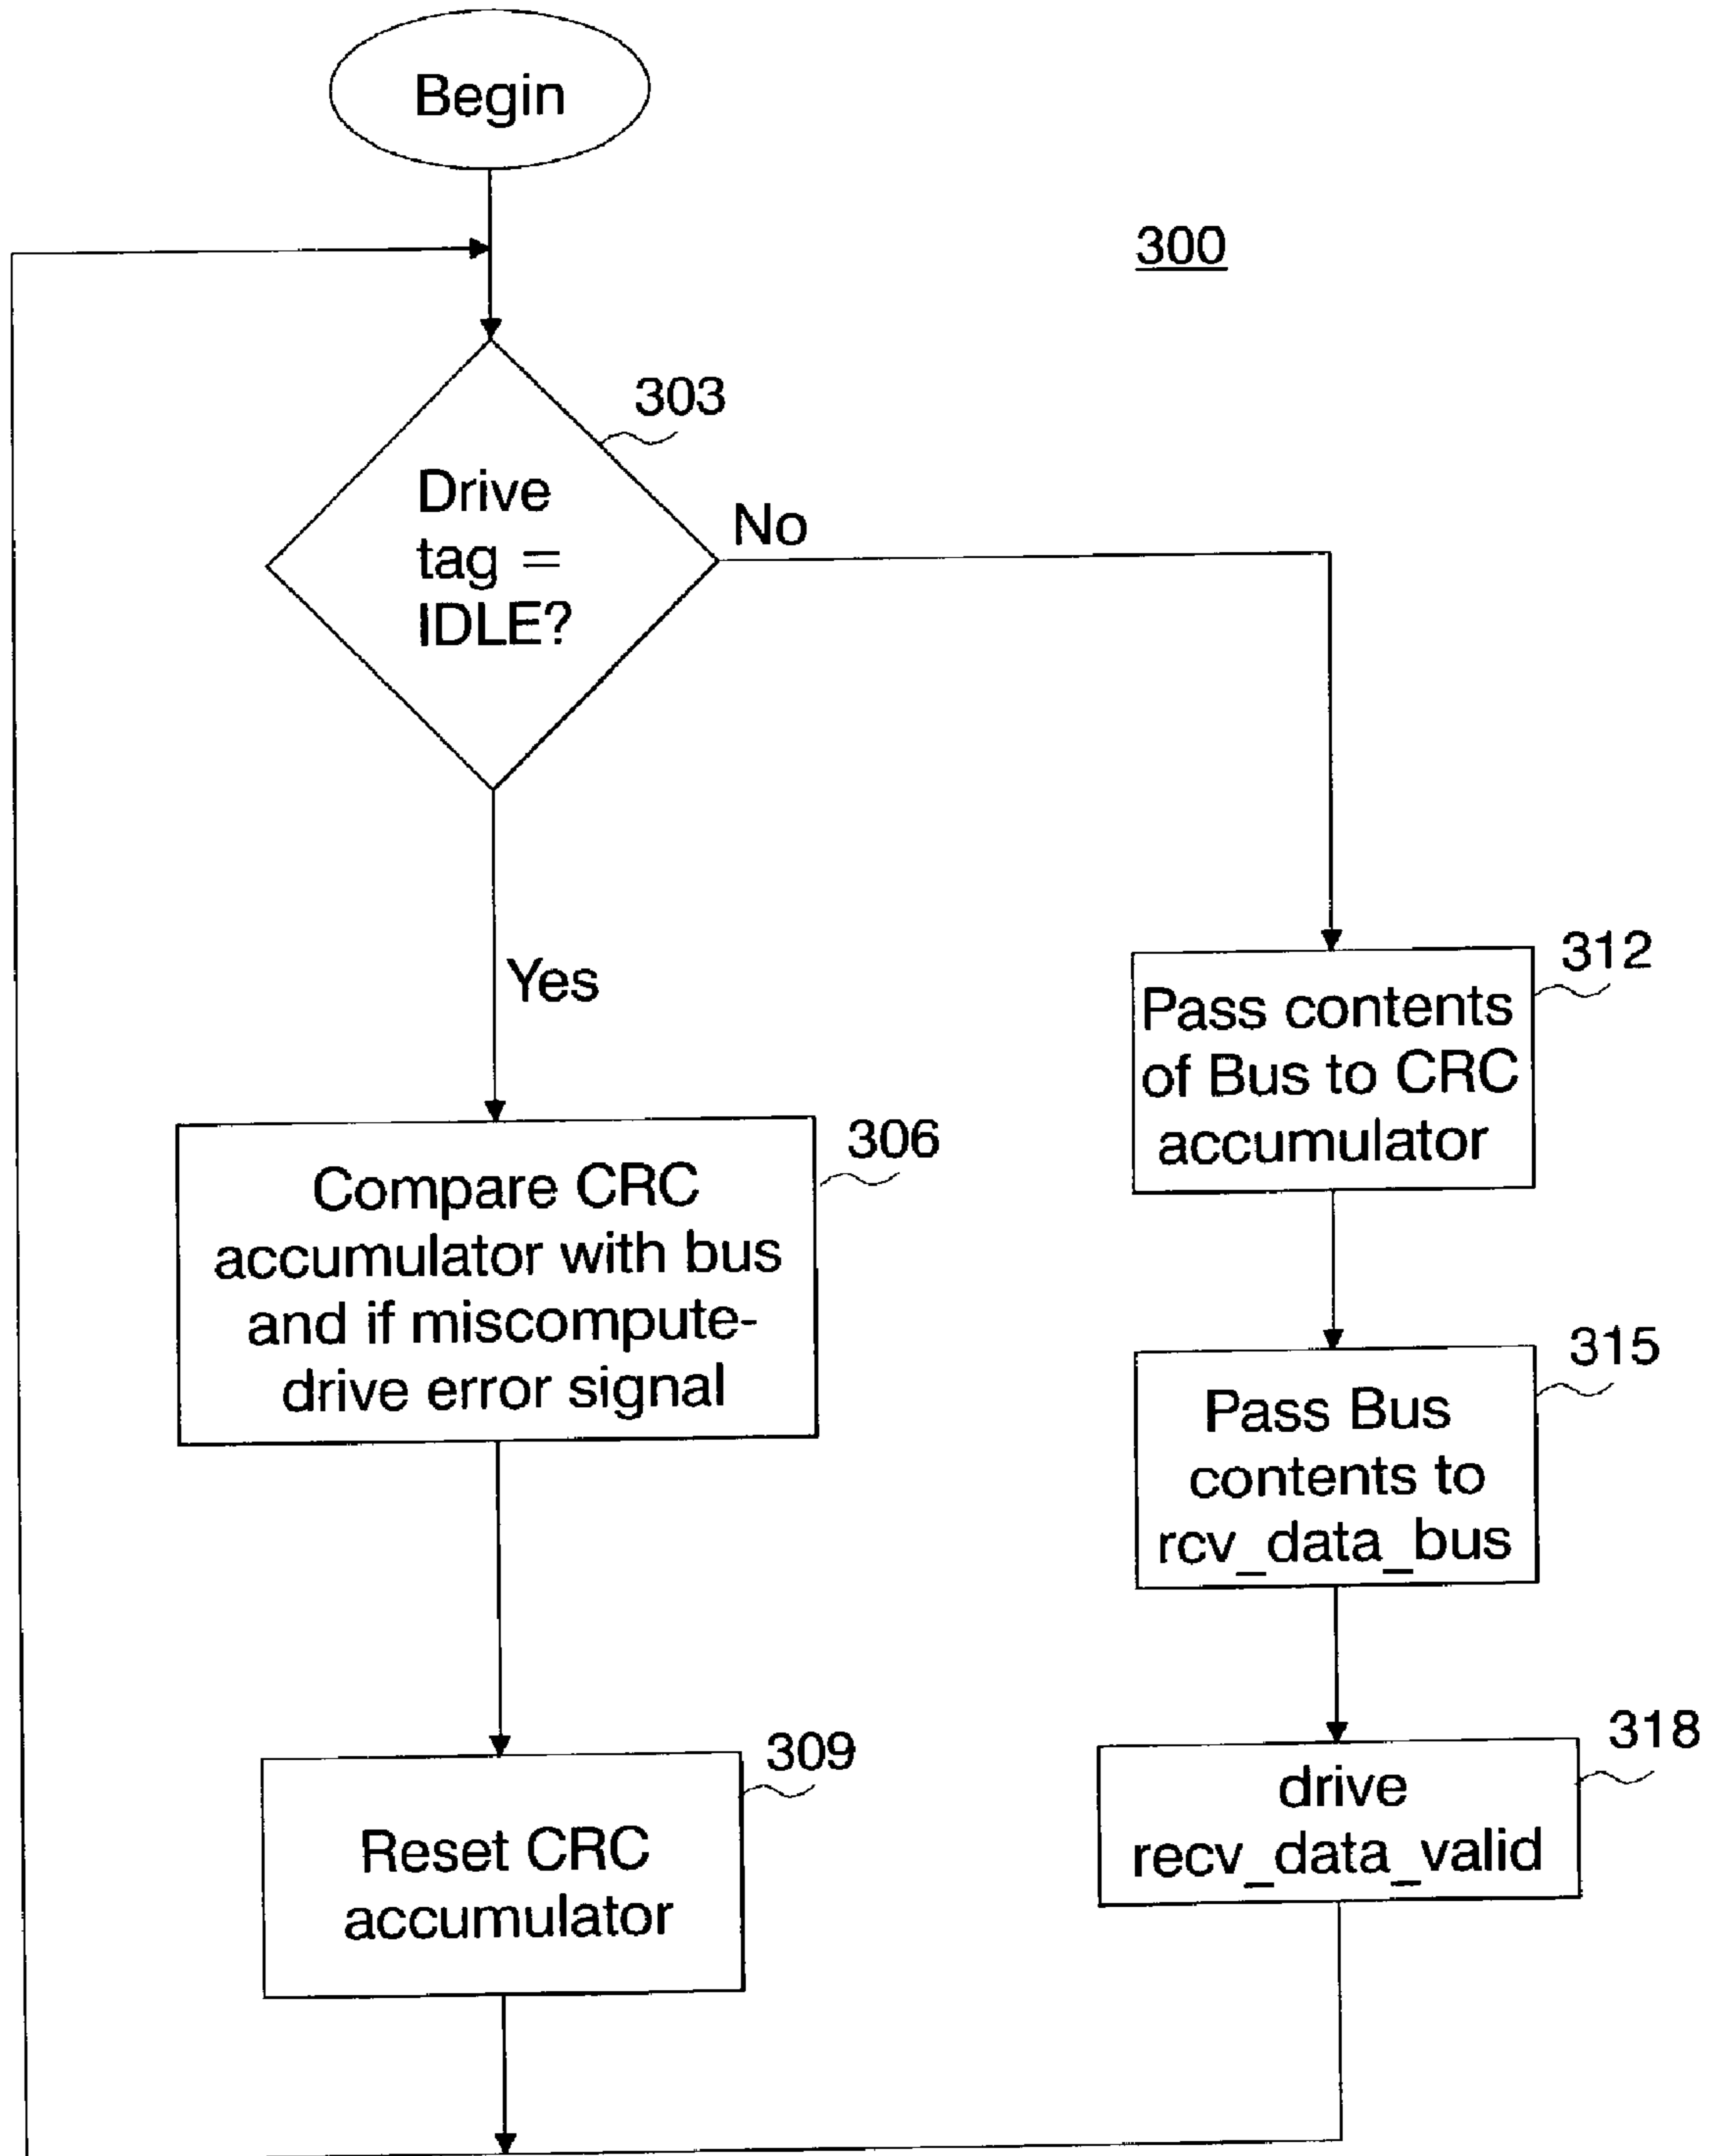 Begin
300
303
Drive
tag =
IDLE?
No
Yes
312
Pass contents
of Bus to CRC
accumulator
306
Compare CRC
accumulator with bus
and if miscompute-
drive error signal
315
Pass Bus
contents to
rcv_data_bus
309
Reset CRC
accumulator
318
drive
recv_data_valid